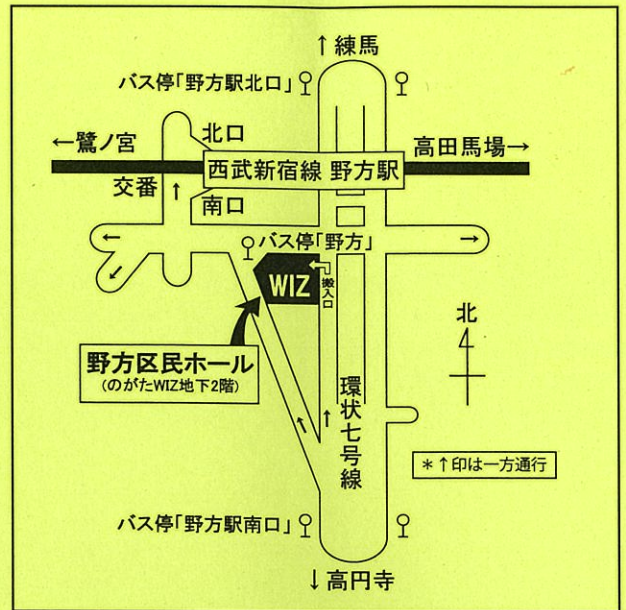 ↑練馬
バス停「野方駅北口」
←鷺ノ宮
北口
高田馬場→
西武新宿線 野方駅
交番
南口
バス停「野方」
WIZ
搬入口
野方区民ホール
(のがたWIZ地下2階)
北
環状七号線
*↑印は一方通行
バス停「野方駅南口」
↓高円寺